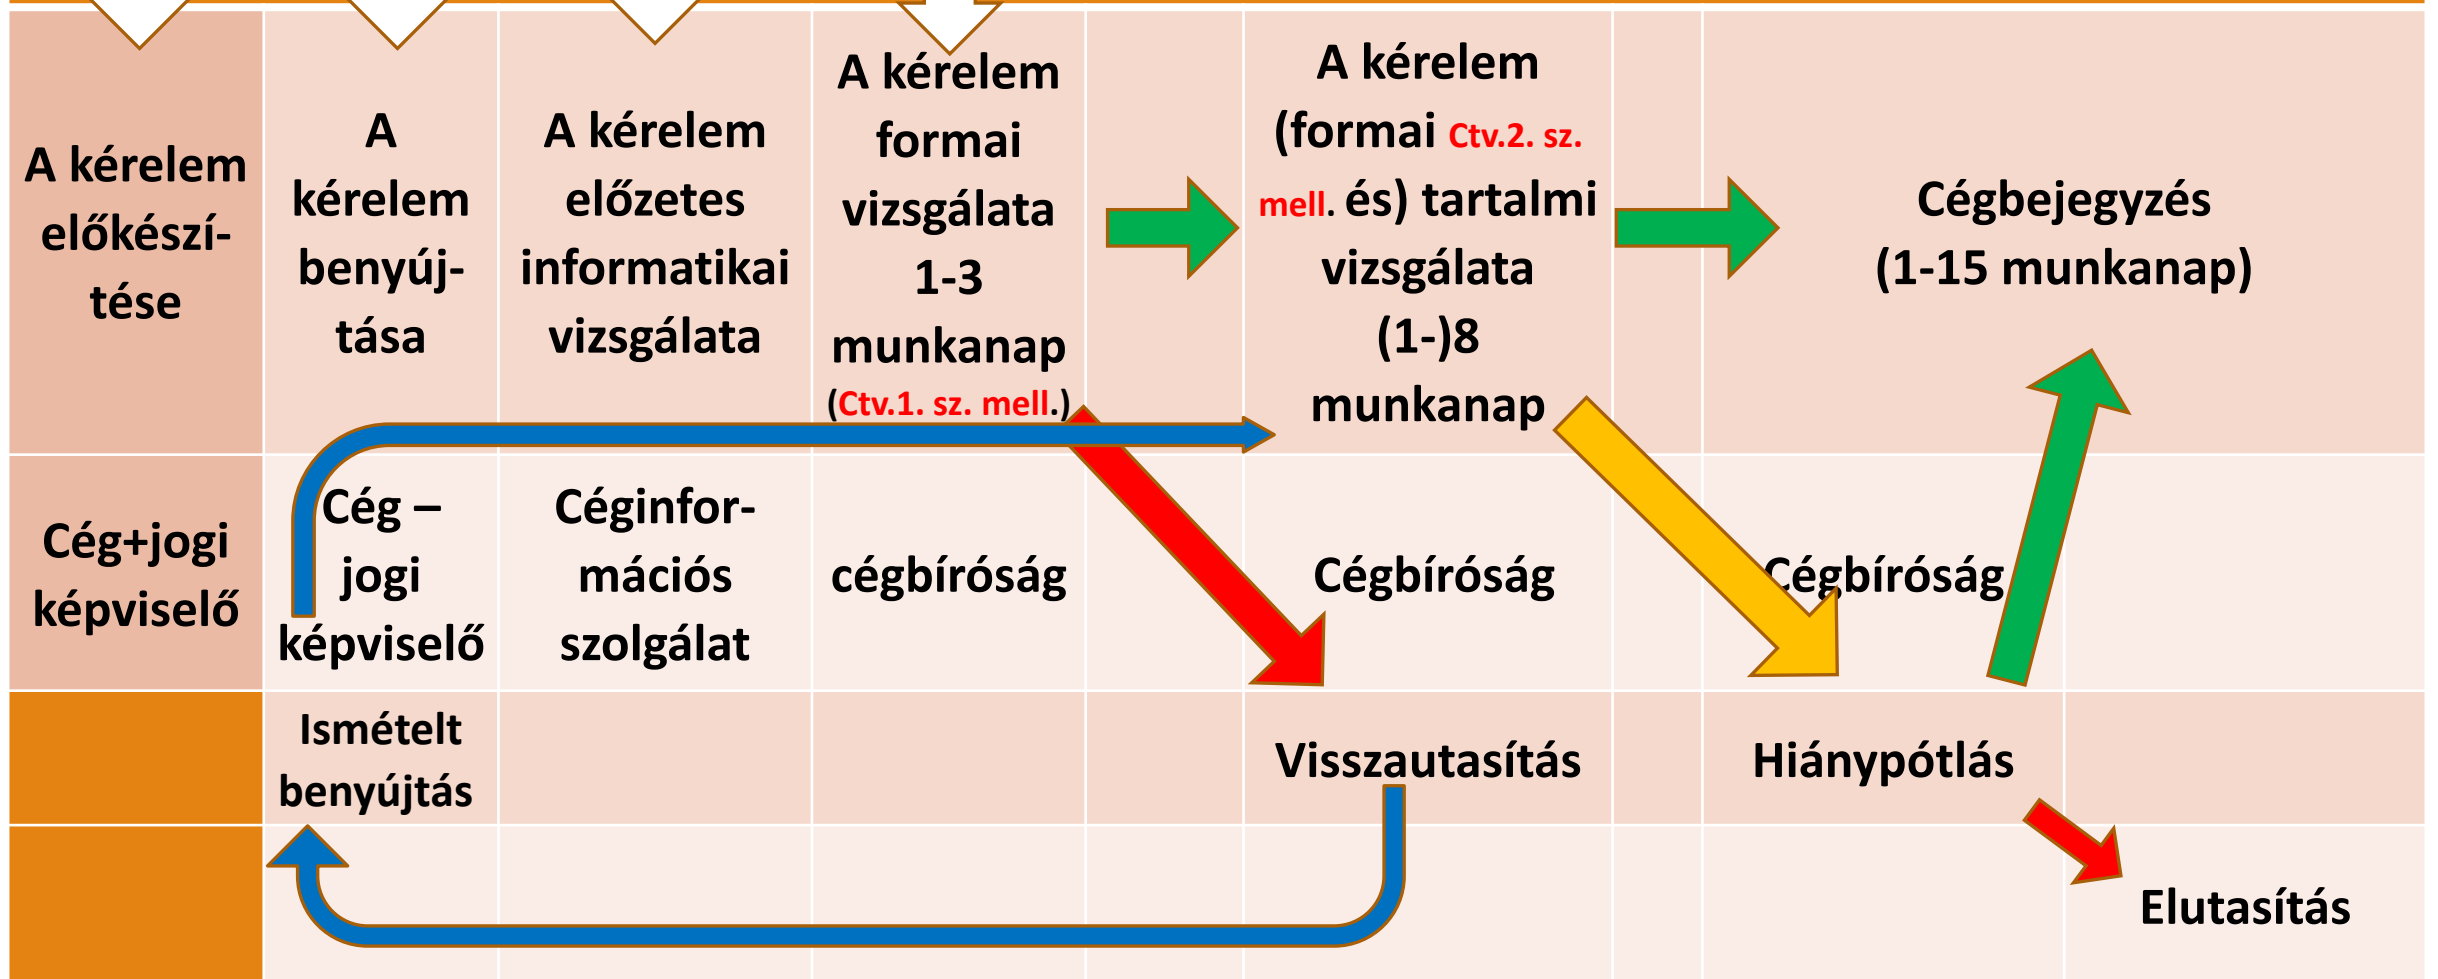 A kérelem
előkészí-
tése
A
kérelem
benyúj-
tása
A kérelem
előzetes
informatikai
vizsgálata
A kérelem
formai
vizsgálata
1-3
munkanap
(Ctv.1. sz. mell.)
A kérelem
(formai Ctv.2. sz.
mell. és) tartalmi
vizsgálata
(1-)8
munkanap
Cégbejegyzés
(1-15 munkanap)
Cég+jogi
képviselő
Cég –
jogi
képviselő
Céginfor-
mációs
szolgálat
cégbíróság
Cégbíróság
Cégbíróság
Ismételt
benyújtás
Visszautasítás
Hiánypótlás
Elutasítás